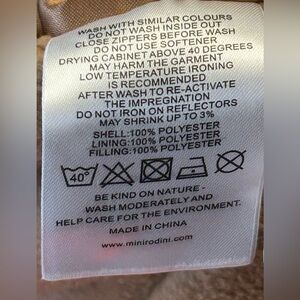 WASH WITH SIMILAR COLOURS
DO NOT WASH INSIDE OUT
CLOSE ZIPPERS BEFORE WASH
DO NOT USE SOFTENER
DRYING CABINET ABOVE 40 DEGREES
MAY HARM THE GARMENT
LOW TEMPERATURE IRONING
IS RECOMMENDED
AFTER WASH TO RE-ACTIVATE
THE IMPREGNATION
DO NOT IRON ON REFLECTORS
MAY SHRINK UP TO 3%
SHELL:100% POLYESTER
LINING:100% POLYESTER
FILLING:100% POLYESTER
40°
BE KIND ON NATURE -
WASH MODERATELY AND
HELP CARE FOR THE ENVIRONMENT.
MADE IN CHINA
www.minirodini.com